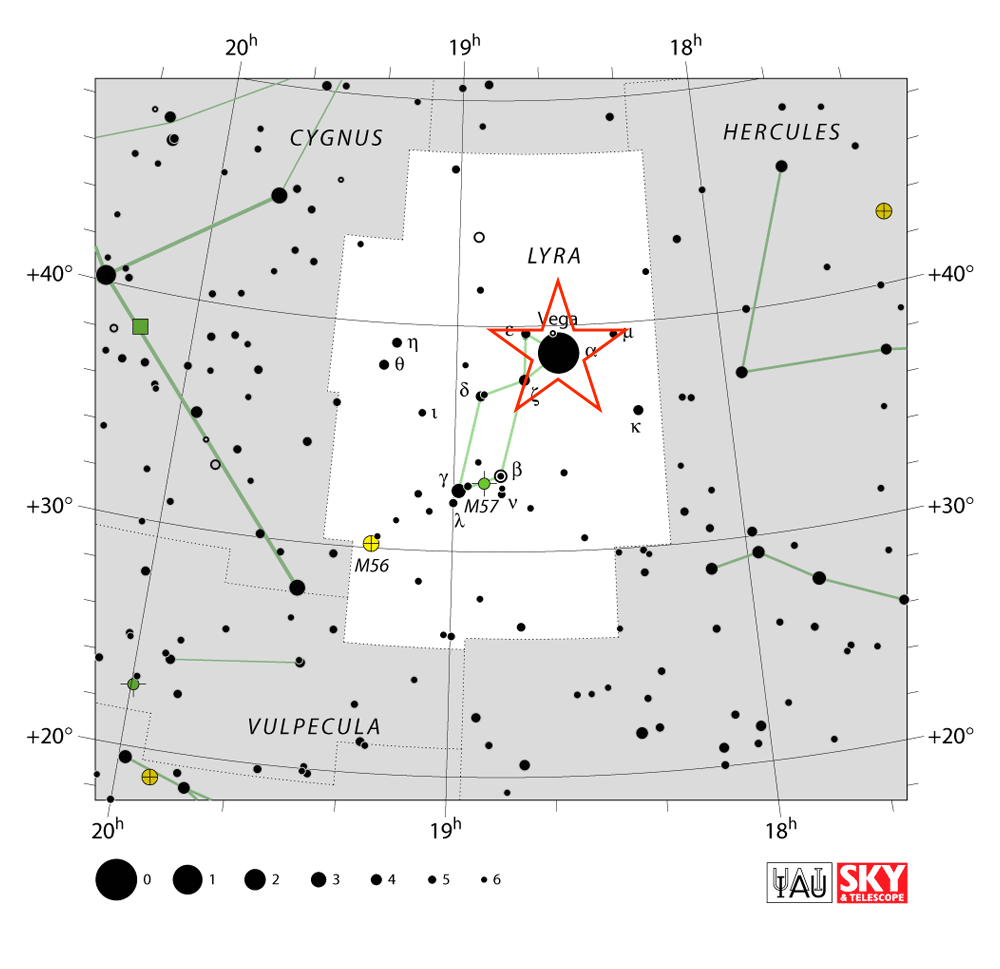 20h 19h 18h
CYGNUS
HERCULES
LYRA
+40° +40°
Vega
ε μ
α
η
θ
δ ζ
ι
κ
γ β
M57 ν
λ
+30° +30°
M56
VULPECULA
+20° +20°
20h 19h 18h
0 1 2 3 4 5 6
IAU
SKY
& TELESCOPE